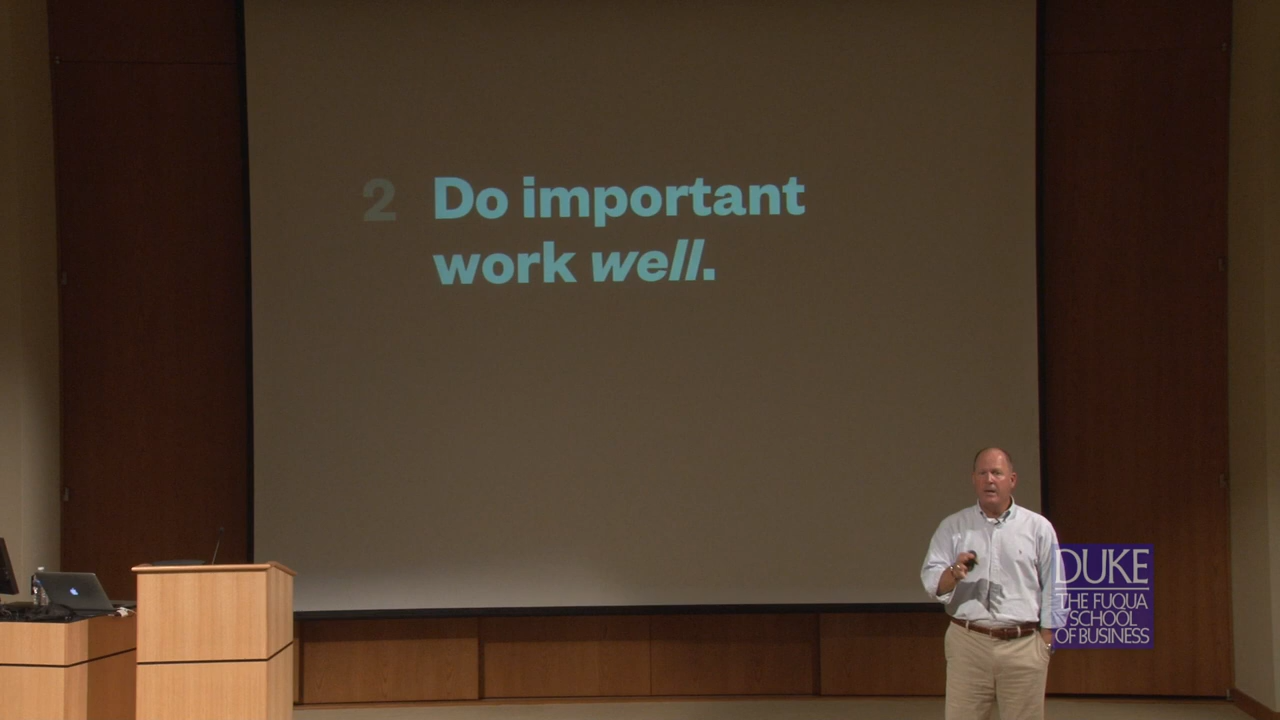 2 Do important
work well.
DUKE
THE FUQUA
SCHOOL
OF BUSINESS